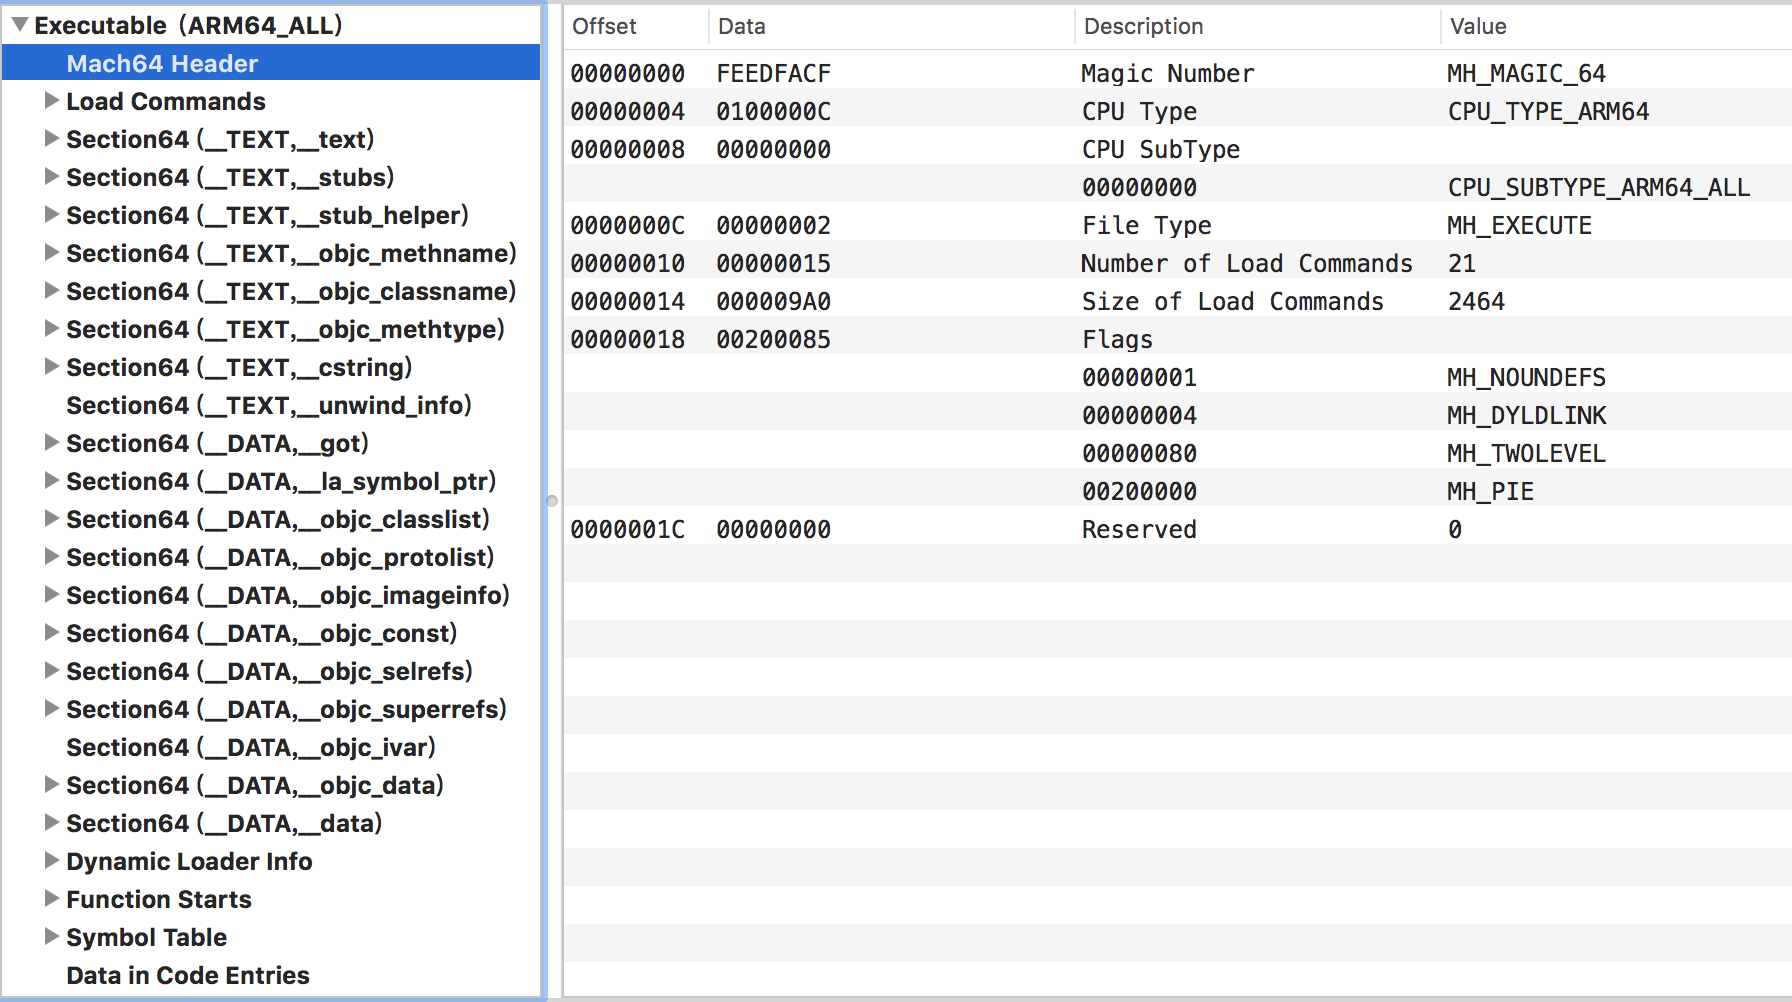 Executable (ARM64_ALL)
Mach64 Header
Load Commands
Section64 (__TEXT,__text)
Section64 (__TEXT,__stubs)
Section64 (__TEXT,__stub_helper)
Section64 (__TEXT,__objc_methname)
Section64 (__TEXT,__objc_classname)
Section64 (__TEXT,__objc_methtype)
Section64 (__TEXT,__cstring)
Section64 (__TEXT,__unwind_info)
Section64 (__DATA,__got)
Section64 (__DATA,__la_symbol_ptr)
Section64 (__DATA,__objc_classlist)
Section64 (__DATA,__objc_protolist)
Section64 (__DATA,__objc_imageinfo)
Section64 (__DATA,__objc_const)
Section64 (__DATA,__objc_selrefs)
Section64 (__DATA,__objc_superrefs)
Section64 (__DATA,__objc_ivar)
Section64 (__DATA,__objc_data)
Section64 (__DATA,__data)
Dynamic Loader Info
Function Starts
Symbol Table
Data in Code Entries
Offset Data Description Value
00000000 FEEDFACF Magic Number MH_MAGIC_64
00000004 0100000C CPU Type CPU_TYPE_ARM64
00000008 00000000 CPU SubType
00000000 CPU_SUBTYPE_ARM64_ALL
0000000C 00000002 File Type MH_EXECUTE
00000010 00000015 Number of Load Commands 21
00000014 000009A0 Size of Load Commands 2464
00000018 00200085 Flags
00000001 MH_NOUNDEFS
00000004 MH_DYLDLINK
00000080 MH_TWOLEVEL
00200000 MH_PIE
0000001C 00000000 Reserved 0